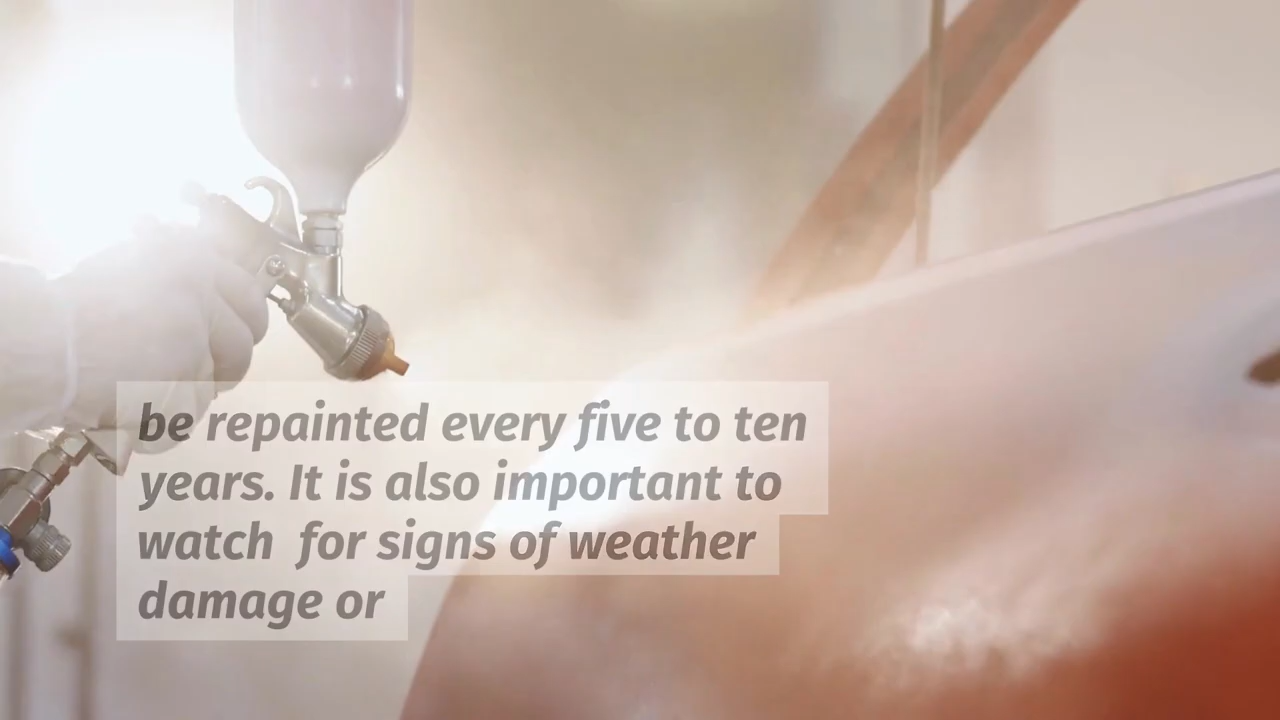 be repainted every five to ten
years. It is also important to
watch  for signs of weather
damage or